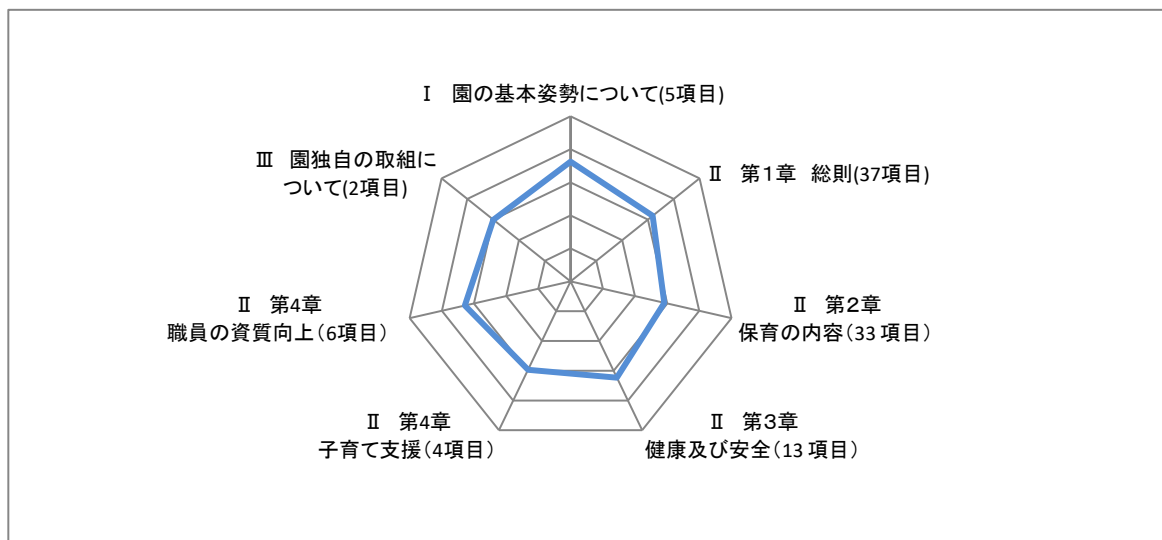 Ⅰ　園の基本姿勢について(5項目)
Ⅱ　第１章　総則(37項目)
Ⅱ　第２章
保育の内容（33 項目）
Ⅱ　第３章
健康及び安全（13 項目）
Ⅱ　第4章
子育て支援（4項目）
Ⅱ　第4章
職員の資質向上（6項目）
Ⅲ　園独自の取組に
ついて(2項目)